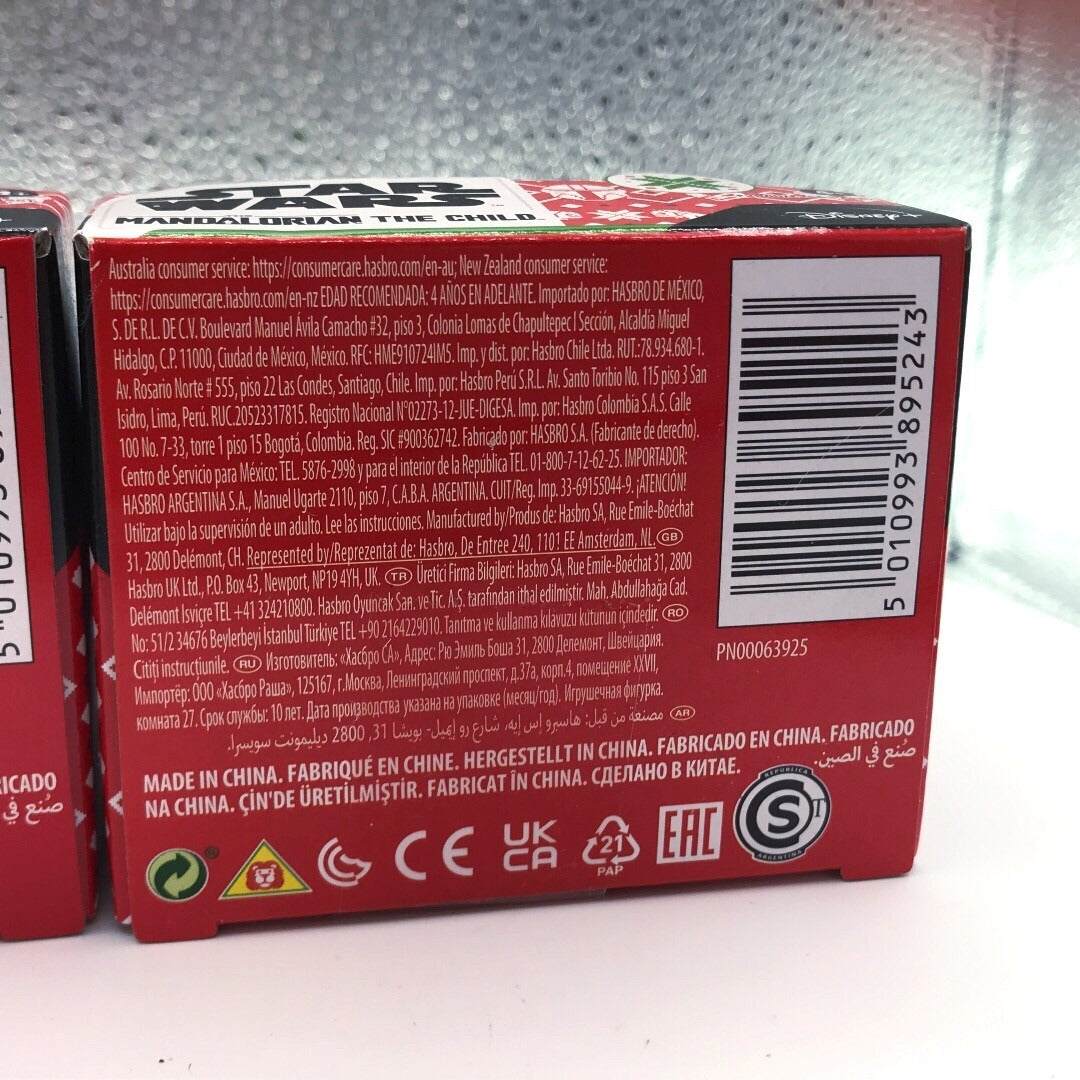 STAR
WARS
MANDALORIAN THE CHILD
Disney+
Australia consumer service: https://consumercare.hasbro.com/en-au; New Zealand consumer service:
https://consumercare.hasbro.com/en-nz EDAD RECOMENDADA: 4 AÑOS EN ADELANTE. Importado por: HASBRO DE MÉXICO,
S. DE R.L. DE C.V. Boulevard Manuel Ávila Camacho #32, piso 3, Colonia Lomas de Chapultepec I Sección, Alcaldía Miguel
Hidalgo, C.P. 11000, Ciudad de México, México. RFC: HME910724IM5. Imp. y dist. por: Hasbro Chile Ltda. RUT:78.934.680-1.
Av. Rosario Norte # 555, piso 22 Las Condes, Santiago, Chile. Imp. por: Hasbro Perú S.R.L. Av. Santo Toribio No. 115 piso 3 San
Isidro, Lima, Perú. RUC.20523317815. Registro Nacional N°02273-12-JUE-DIGESA. Imp. por: Hasbro Colombia S.A.S. Calle
100 No. 7-33, torre 1 piso 15 Bogotá, Colombia. Reg. SIC #900362742. Fabricado por: HASBRO S.A. (Fabricante de derecho).
Centro de Servicio para México: TEL. 5876-2998 y para el interior de la República TEL. 01-800-7-12-62-25. IMPORTADOR:
HASBRO ARGENTINA S.A., Manuel Ugarte 2110, piso 7, C.A.B.A. ARGENTINA. CUIT/Reg. Imp. 33-69155044-9. ¡ATENCIÓN!
Utilizar bajo la supervisión de un adulto. Lee las instrucciones. Manufactured by/Produs de: Hasbro SA, Rue Emile-Boéchat
31, 2800 Delémont, CH. Represented by/Reprezentat de: Hasbro, De Entree 240, 1101 EE Amsterdam, NL. GB
Hasbro UK Ltd., P.O. Box 43, Newport, NP19 4YH, UK. TR Üretici Firma Bilgileri: Hasbro SA, Rue Emile-Boéchat 31, 2800
Delémont İsviçre TEL +41 324210800. Hasbro Oyuncak San. ve Tic. A.Ş. tarafından ithal edilmiştir. Mah. Abdullahağa Cad.
No: 51/2 34676 Beylerbeyi İstanbul Türkiye TEL +90 2164229010. Tanıtma ve kullanma kılavuzu kutunun içindedir. RO
Citiți instrucțiunile. RU Изготовитель: «Хасбро СА», Адрес: Рю Эмиль Боша 31, 2800 Делемонт, Швейцария.
Импортёр: ООО «Хасбро Раша», 125167, г.Москва, Ленинградский проспект, д.37а, корп.4, помещение XXVII,
комната 27. Срок службы: 10 лет. Дата производства указана на упаковке (месяц/год). Игрушечная фигурка.
AR مصنعة من قبل: هاسبرو إس إيه، شارع رو إيميل- بويشا 31, 2800 ديليمونت سويسرا.
MADE IN CHINA. FABRIQUÉ EN CHINE. HERGESTELLT IN CHINA. FABRICADO EN CHINA. FABRICADO
NA CHINA. ÇİN'DE ÜRETİLMİŞTİR. FABRICAT ÎN CHINA. СДЕЛАНО В КИТАЕ. صُنع في الصين.
5 010993 895243
PN00063925
CE
UK
CA
21
PAP
EAC
REPUBLICA
ST
ARGENTINA
5 010993
RICADO
صُنع في